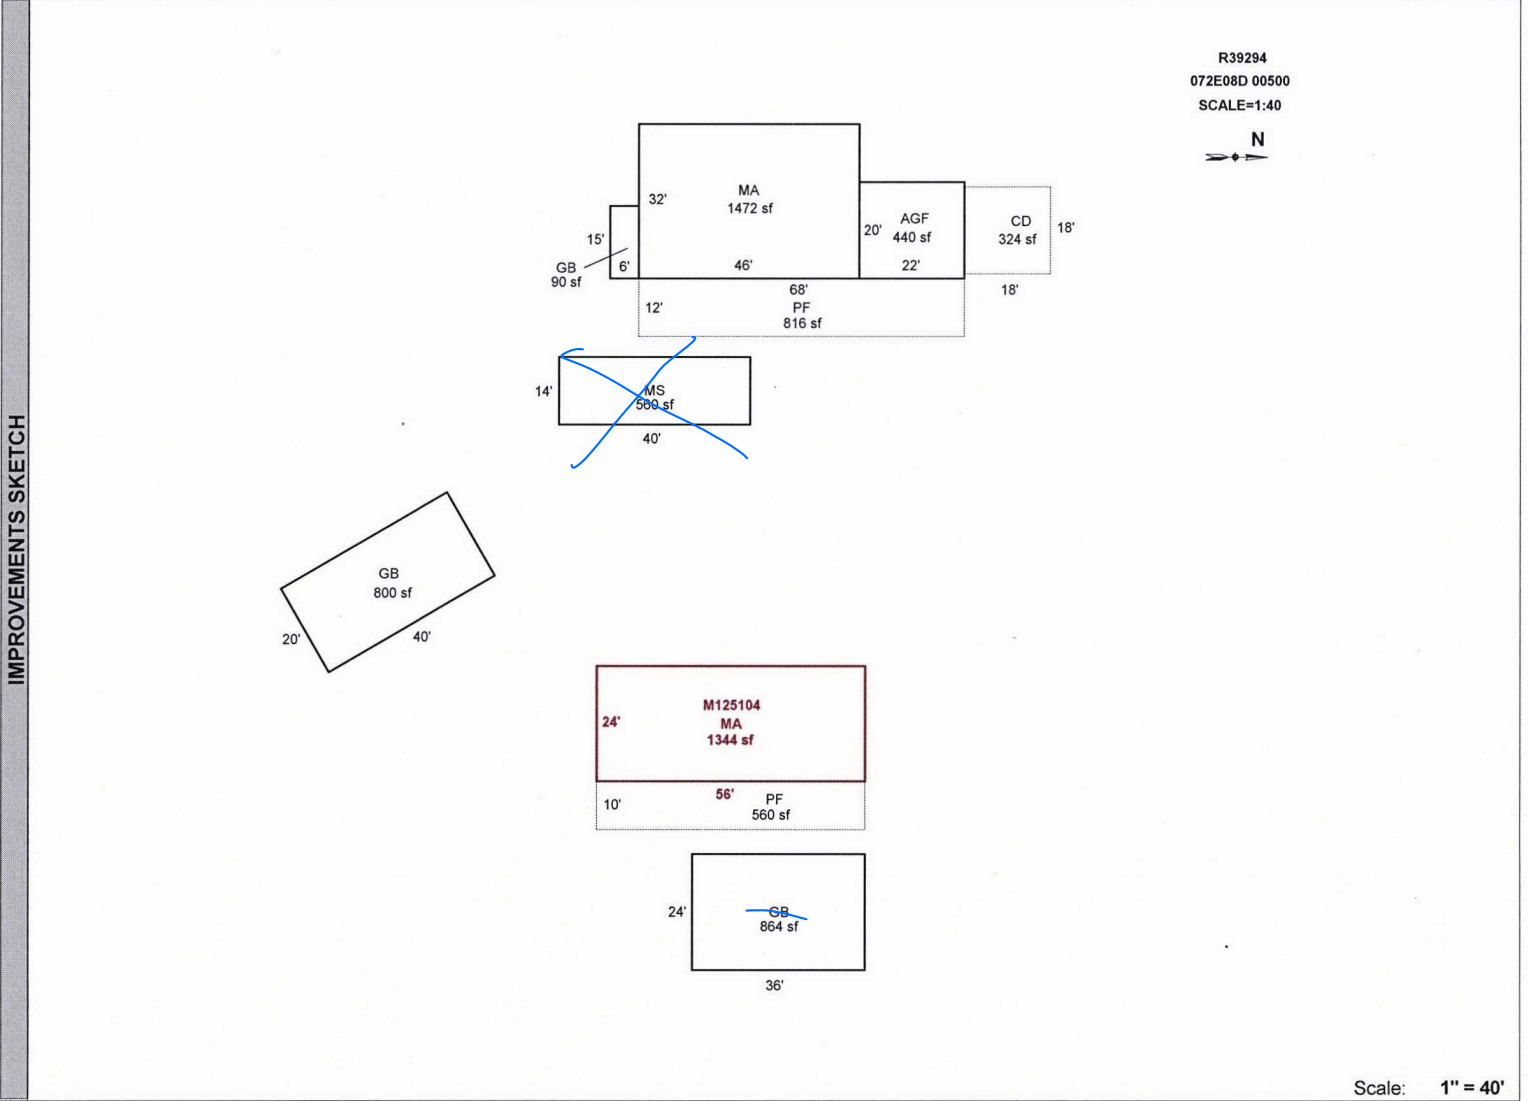 IMPROVEMENTS SKETCH
R39294
072E08D 00500
SCALE=1:40
N
MA
1472 sf
32'
46'
15'
6'
GB
90 sf
AGF
440 sf
20'
22'
CD
324 sf
18'
18'
68'
12'
PF
816 sf
14'
MS
560 sf
40'
GB
800 sf
20'
40'
M125104
MA
1344 sf
24'
56'
10'
PF
560 sf
24'
GB
864 sf
36'
Scale: 1" = 40'